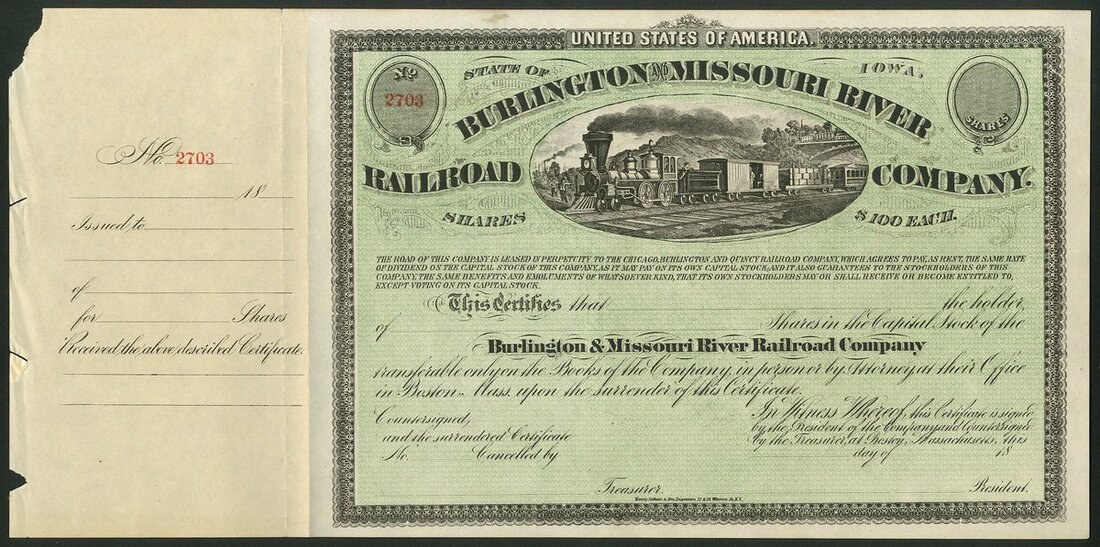 No. 2703
18
Issued to
of
for Shares
Received the above described Certificate.
UNITED STATES OF AMERICA.
No
2703
STATE OF IOWA.
BURLINGTON AND MISSOURI RIVER
SHARES
RAILROAD COMPANY.
SHARES $100 EACH.
THE ROAD OF THIS COMPANY IS LEASED IN PERPETUITY TO THE CHICAGO, BURLINGTON AND QUINCY RAILROAD COMPANY, WHICH AGREES TO PAY, AS RENT, THE SAME RATE
OF DIVIDEND ON THE CAPITAL STOCK OF THIS COMPANY, AS IT MAY PAY ON ITS OWN CAPITAL STOCK, AND IT ALSO GUARANTEES TO THE STOCKHOLDERS OF THIS
COMPANY, THE SAME BENEFITS AND EMOLUMENTS OF WHATSOEVER KIND, THAT ITS OWN STOCKHOLDERS MAY OR SHALL RECEIVE OR BECOME ENTITLED TO,
EXCEPT VOTING ON ITS CAPITAL STOCK.
This Certifies that the holder
of Shares in the Capital Stock of the
Burlington & Missouri River Railroad Company
transferable only on the Books of the Company, in person or by Attorney at their Office
in Boston Mass. upon the surrender of this Certificate.
Countersigned,
and the surrendered Certificate
No. Cancelled by
In Witness Whereof, this Certificate is signed
by the President of the Company and Countersigned
by the Treasurer, at Boston, Massachusetts, this
day of 18
Treasurer. President.